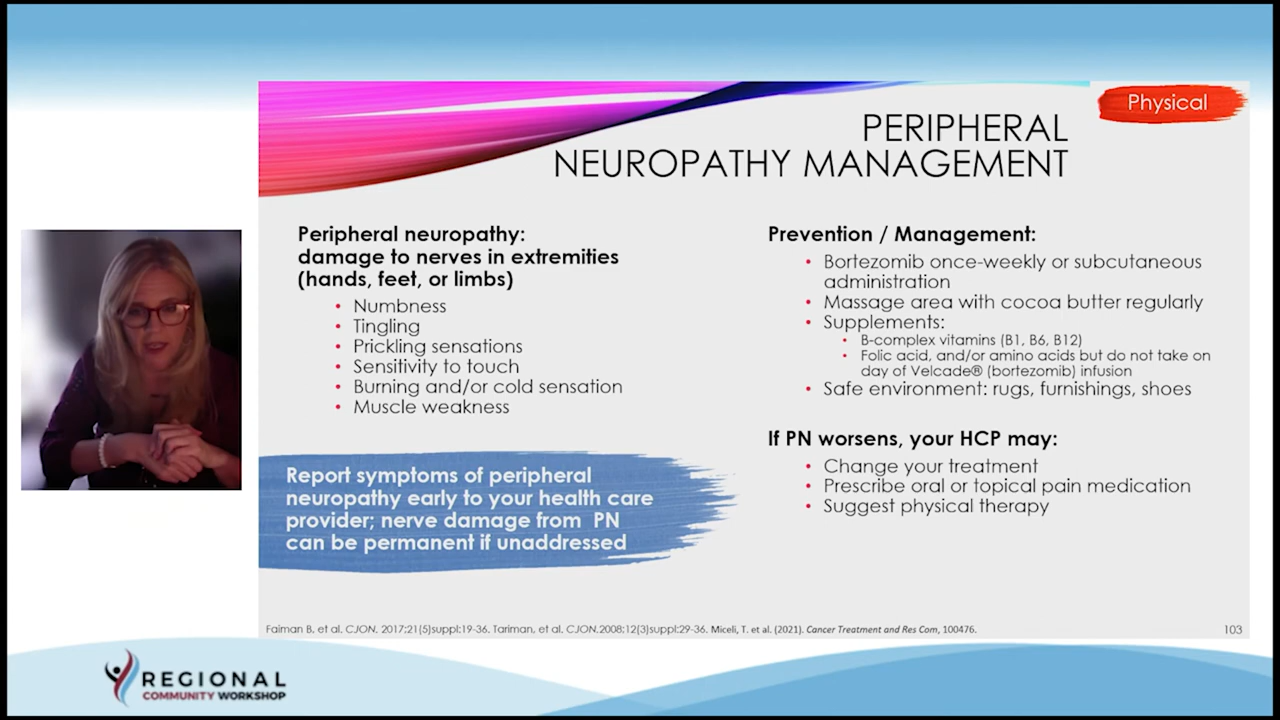 Physical
PERIPHERAL
NEUROPATHY MANAGEMENT
Peripheral neuropathy:
damage to nerves in extremities
(hands, feet, or limbs)
• Numbness
• Tingling
• Prickling sensations
• Sensitivity to touch
• Burning and/or cold sensation
• Muscle weakness
Report symptoms of peripheral
neuropathy early to your health care
provider; nerve damage from PN
can be permanent if unaddressed
Prevention / Management:
• Bortezomib once-weekly or subcutaneous
administration
• Massage area with cocoa butter regularly
• Supplements:
• B-complex vitamins (B1, B6, B12)
• Folic acid, and/or amino acids but do not take on
day of Velcade® (bortezomib) infusion
• Safe environment: rugs, furnishings, shoes
If PN worsens, your HCP may:
• Change your treatment
• Prescribe oral or topical pain medication
• Suggest physical therapy
Faiman B, et al. CJON. 2017;21(5)suppl:19-36. Tariman, et al. CJON.2008;12(3)suppl:29-36. Miceli, T. et al. (2021). Cancer Treatment and Res Com, 100476.
103
REGIONAL
COMMUNITY WORKSHOP